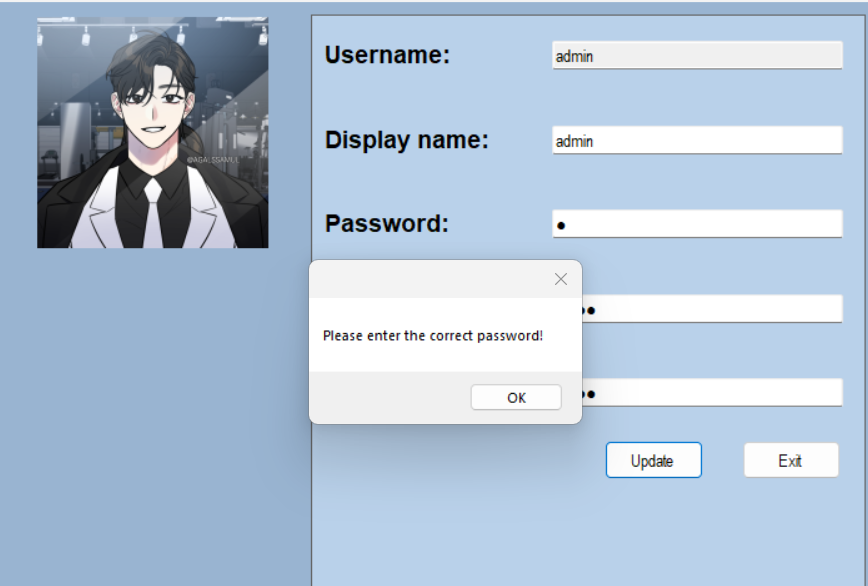 Username:
admin
Display name:
admin
Password:
Please enter the correct password!
OK
Update
Exit